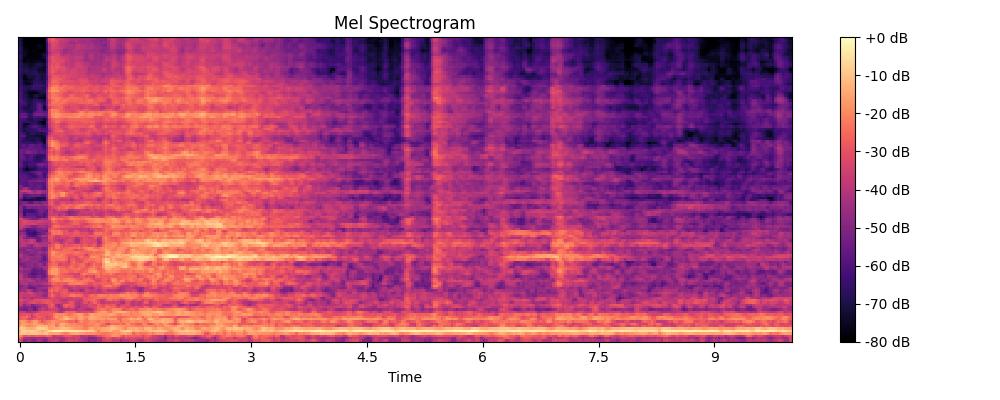 Mel Spectrogram
+0 dB
-10 dB
-20 dB
-30 dB
-40 dB
-50 dB
-60 dB
-70 dB
-80 dB
0 1.5 3 4.5 6 7.5 9
Time